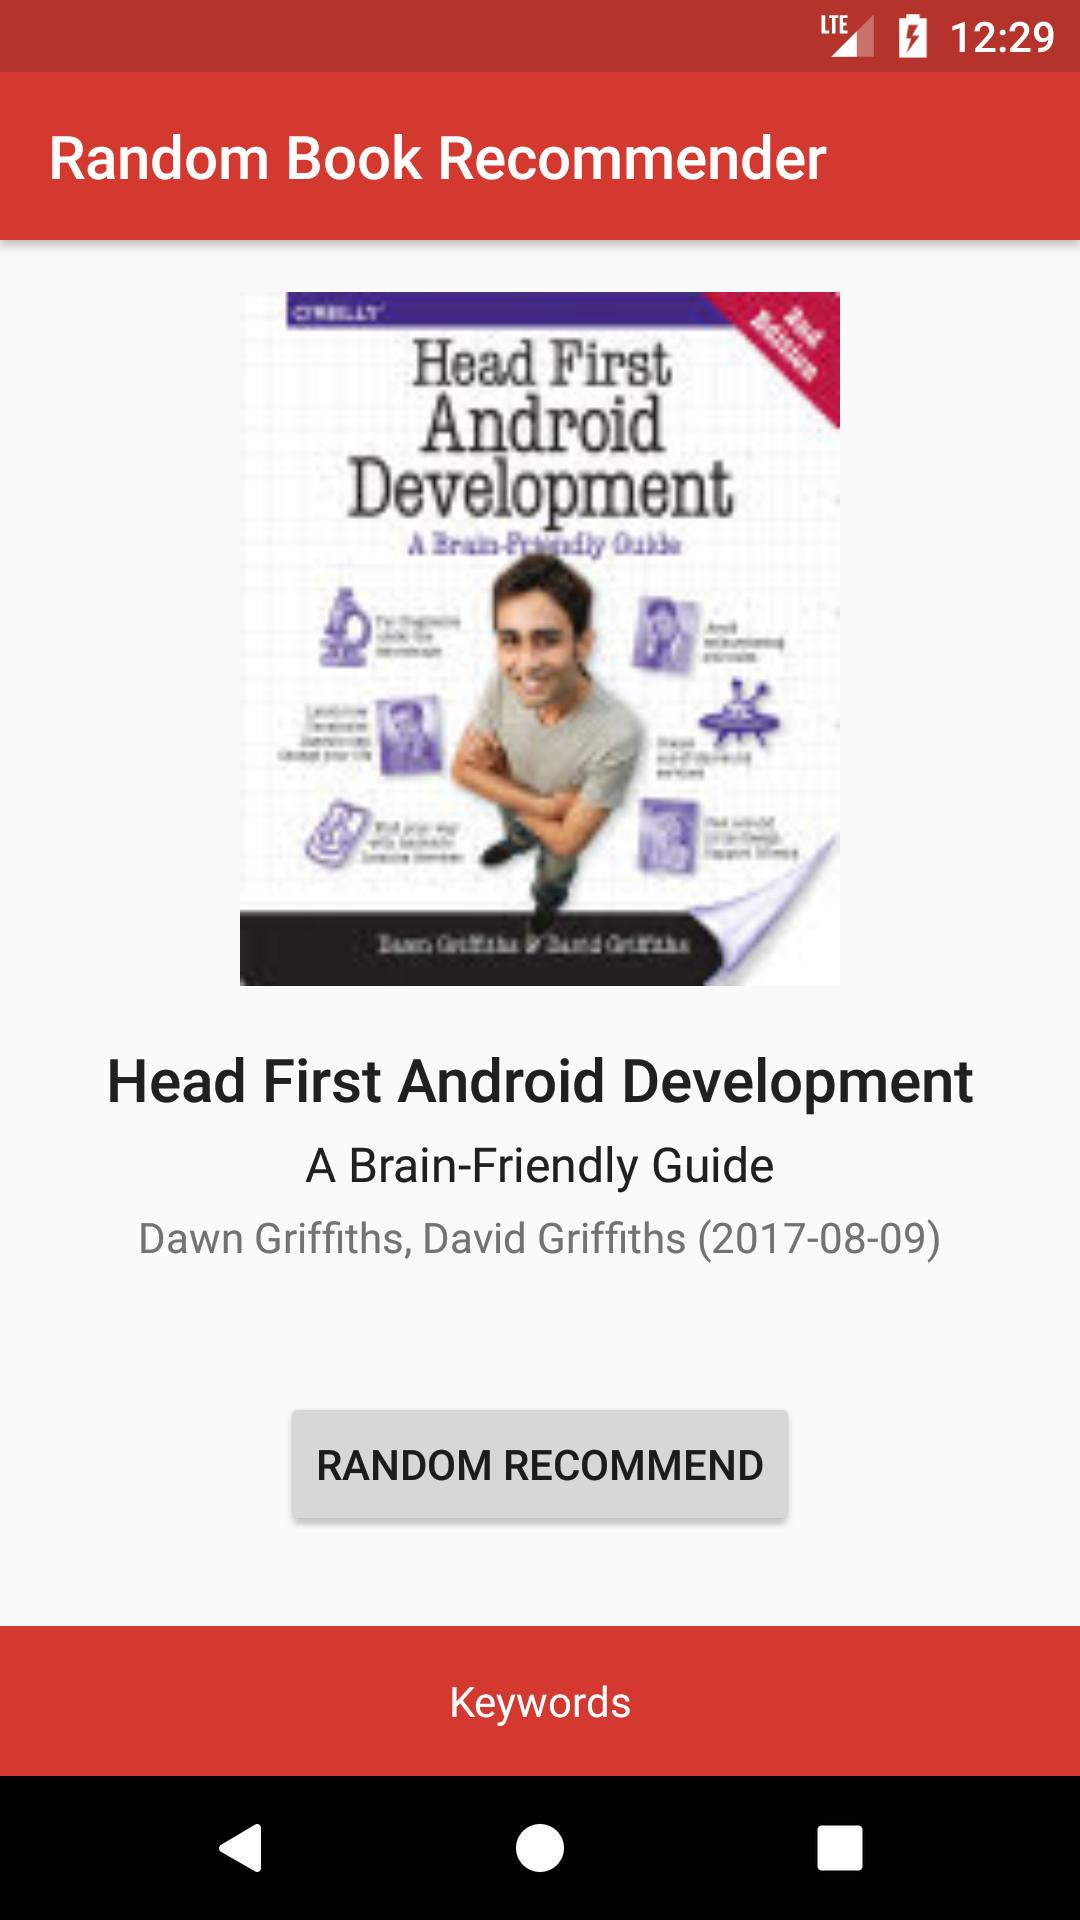 LTE 12:29
Random Book Recommender
O'REILLY
2nd
Edition
Head First
Android
Development
A Brain-Friendly Guide
Dawn Griffiths & David Griffiths
Head First Android Development
A Brain-Friendly Guide
Dawn Griffiths, David Griffiths (2017-08-09)
RANDOM RECOMMEND
Keywords